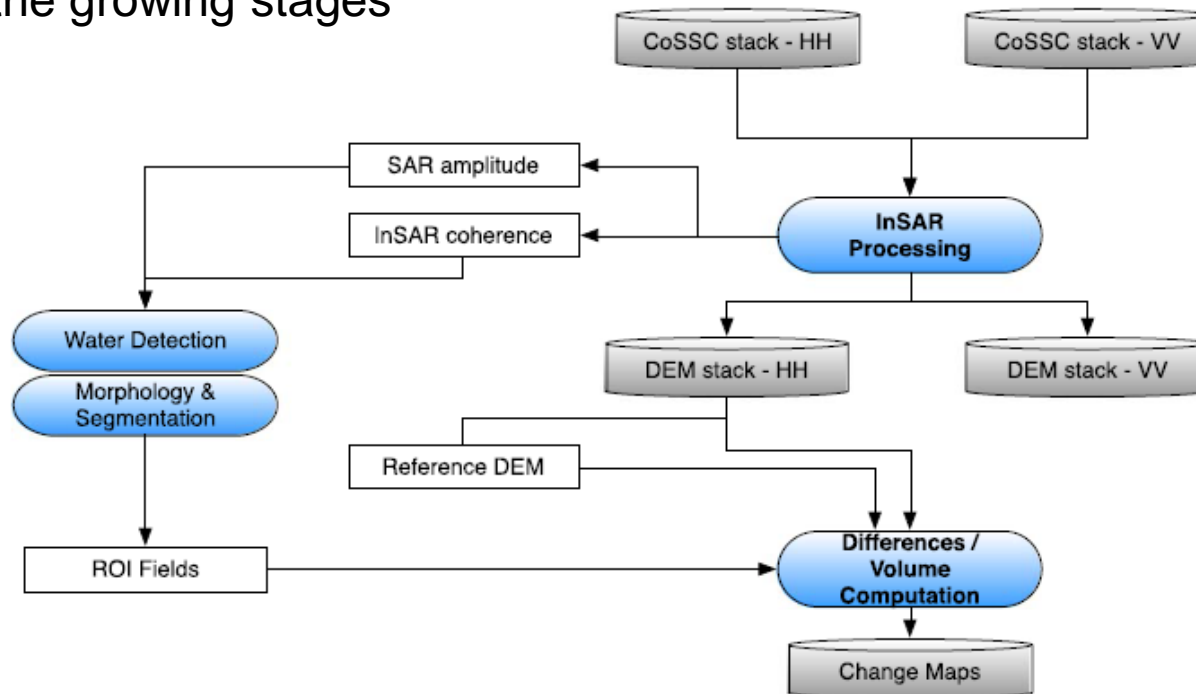 the growing stages
CoSSC stack - HH
CoSSC stack - VV
SAR amplitude
InSAR coherence
InSAR
Processing
Water Detection
Morphology &
Segmentation
DEM stack - HH
DEM stack - VV
Reference DEM
ROI Fields
Differences /
Volume
Computation
Change Maps